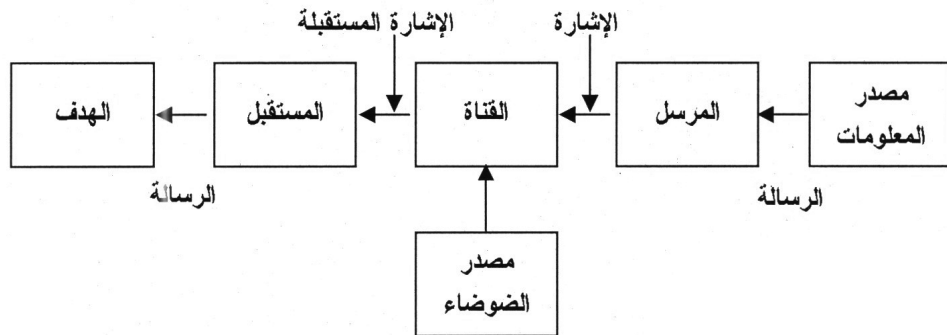 الإشارة
الإشارة المستقبلة
مصدر
المعلومات
المرسل
القناة
المستقبل
الهدف
الرسالة
الرسالة
مصدر
الضوضاء